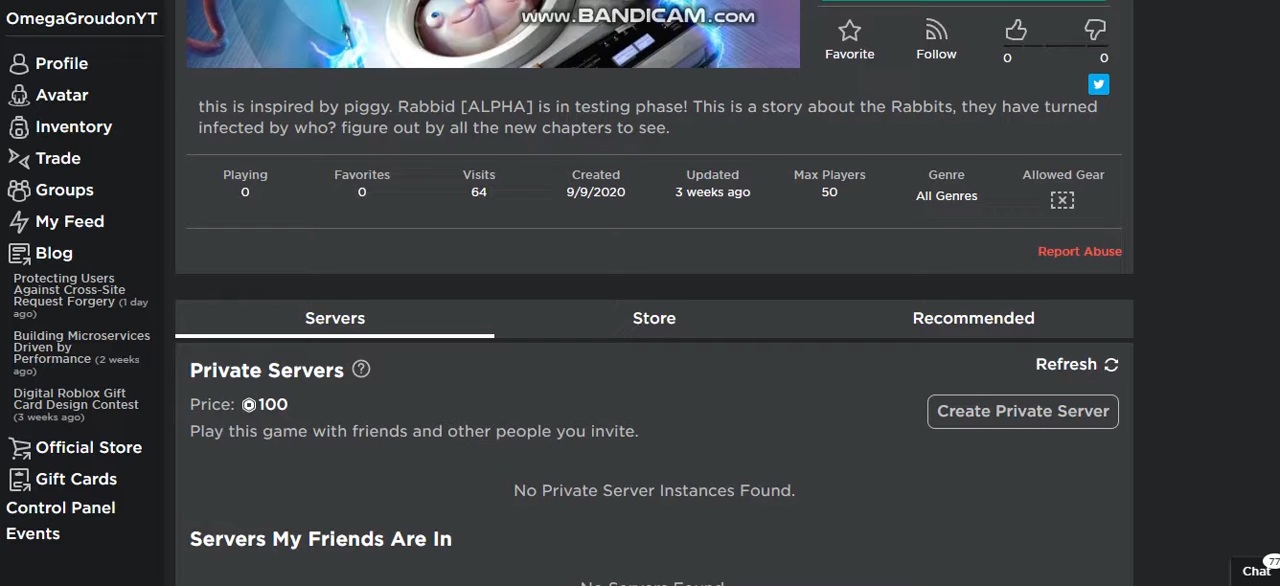 OmegaGroudonYT
www.BANDICAM.com
Favorite
Follow
0
0
Profile
Avatar
Inventory
Trade
Groups
My Feed
Blog
Protecting Users
Against Cross-Site
Request Forgery (1 day
ago)
Building Microservices
Driven by
Performance (2 weeks
ago)
Digital Roblox Gift
Card Design Contest
(3 weeks ago)
Official Store
Gift Cards
Control Panel
Events
this is inspired by piggy. Rabbid [ALPHA] is in testing phase! This is a story about the Rabbits, they have turned
infected by who? figure out by all the new chapters to see.
Playing
0
Favorites
0
Visits
64
Created
9/9/2020
Updated
3 weeks ago
Max Players
50
Genre
All Genres
Allowed Gear
Report Abuse
Servers
Store
Recommended
Private Servers ?
Refresh
Price: 100
Create Private Server
Play this game with friends and other people you invite.
No Private Server Instances Found.
Servers My Friends Are In
No Servers Found.
Chat
77